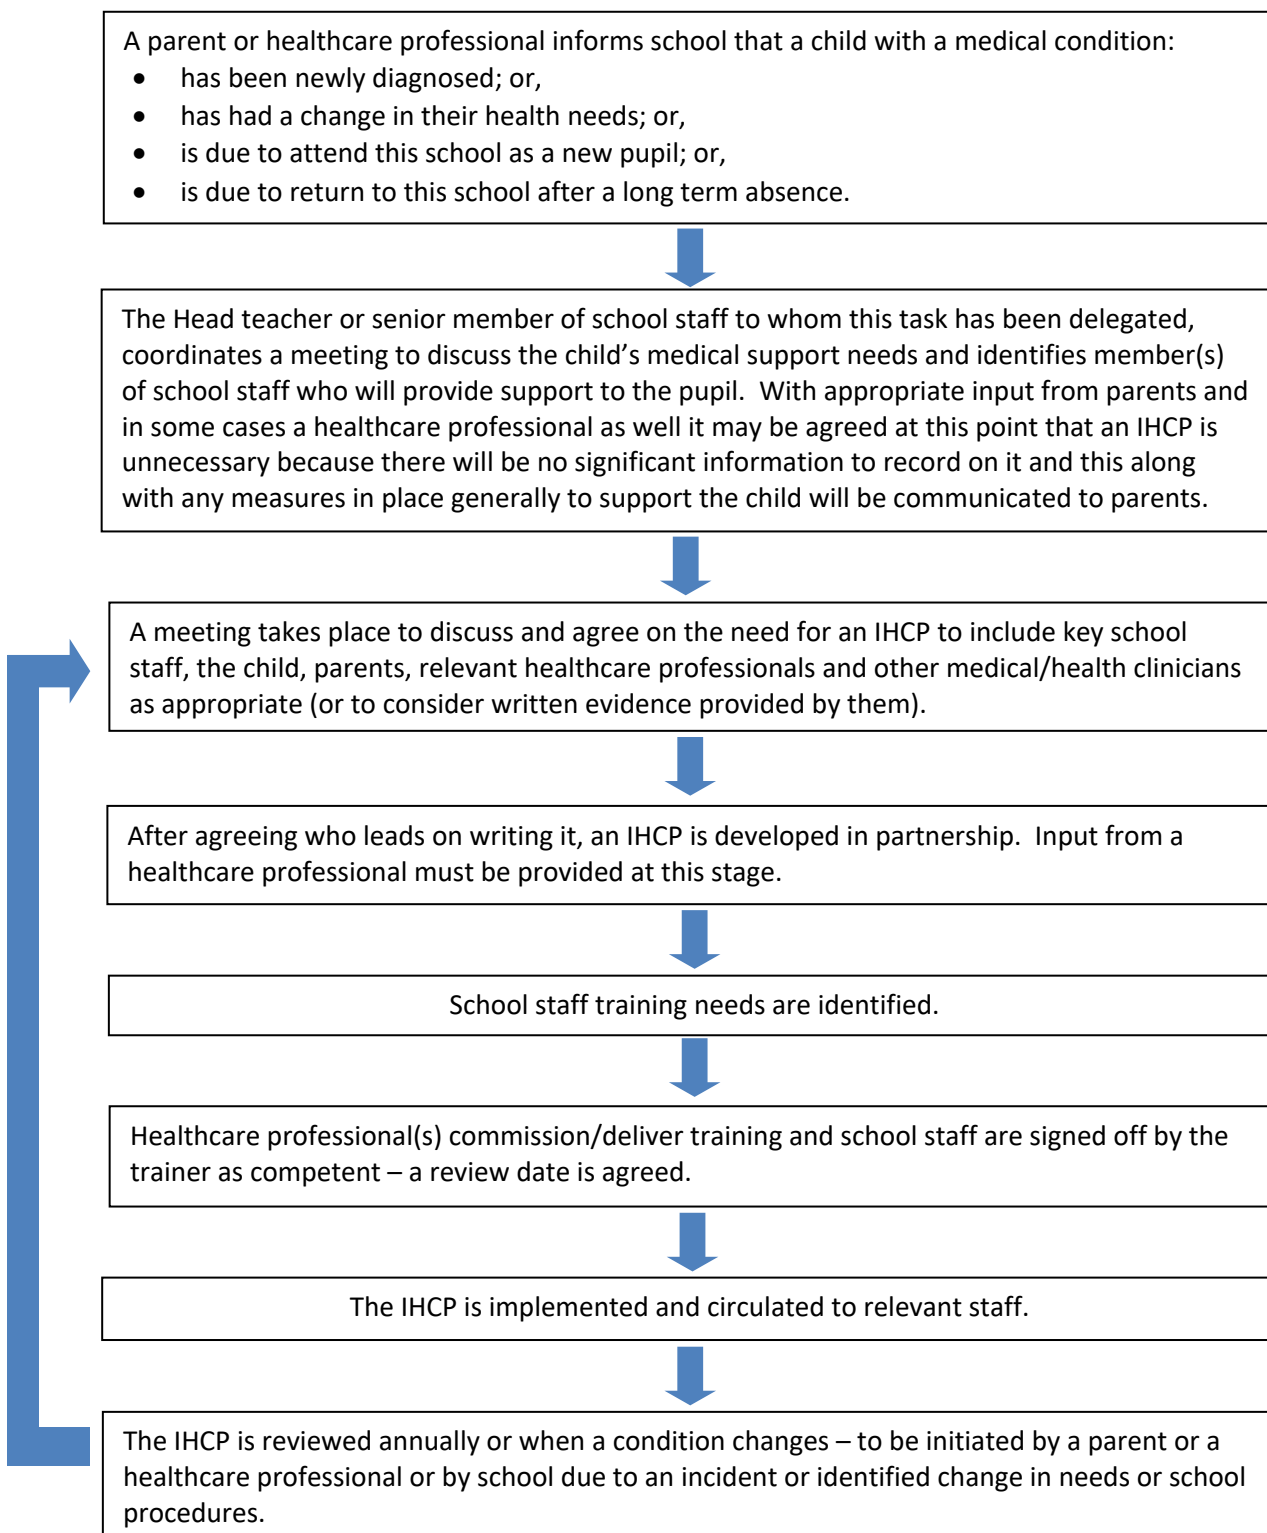 A parent or healthcare professional informs school that a child with a medical condition:
• has been newly diagnosed; or,
• has had a change in their health needs; or,
• is due to attend this school as a new pupil; or,
• is due to return to this school after a long term absence.
The Head teacher or senior member of school staff to whom this task has been delegated,
coordinates a meeting to discuss the child’s medical support needs and identifies member(s)
of school staff who will provide support to the pupil.  With appropriate input from parents and
in some cases a healthcare professional as well it may be agreed at this point that an IHCP is
unnecessary because there will be no significant information to record on it and this along
with any measures in place generally to support the child will be communicated to parents.
A meeting takes place to discuss and agree on the need for an IHCP to include key school
staff, the child, parents, relevant healthcare professionals and other medical/health clinicians
as appropriate (or to consider written evidence provided by them).
After agreeing who leads on writing it, an IHCP is developed in partnership.  Input from a
healthcare professional must be provided at this stage.
School staff training needs are identified.
Healthcare professional(s) commission/deliver training and school staff are signed off by the
trainer as competent – a review date is agreed.
The IHCP is implemented and circulated to relevant staff.
The IHCP is reviewed annually or when a condition changes – to be initiated by a parent or a
healthcare professional or by school due to an incident or identified change in needs or school
procedures.